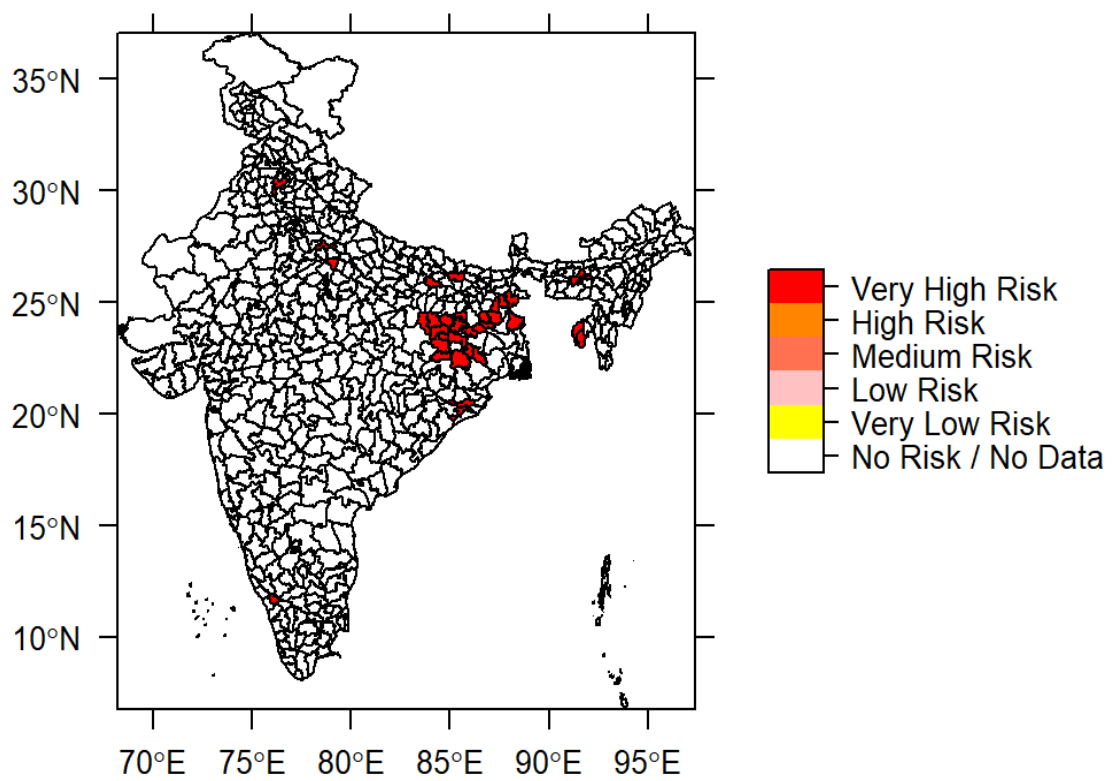 35°N
30°N
25°N
20°N
15°N
10°N
70°E 75°E 80°E 85°E 90°E 95°E
Very High Risk
High Risk
Medium Risk
Low Risk
Very Low Risk
No Risk / No Data